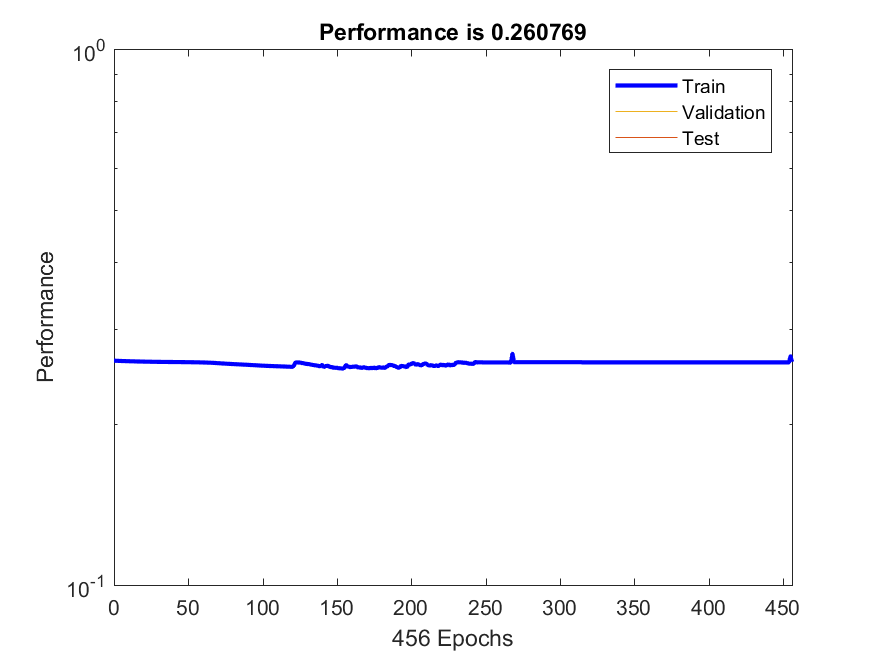 Performance is 0.260769
10^0
Train
Validation
Test
Performance
10^-1
0 50 100 150 200 250 300 350 400 450
456 Epochs